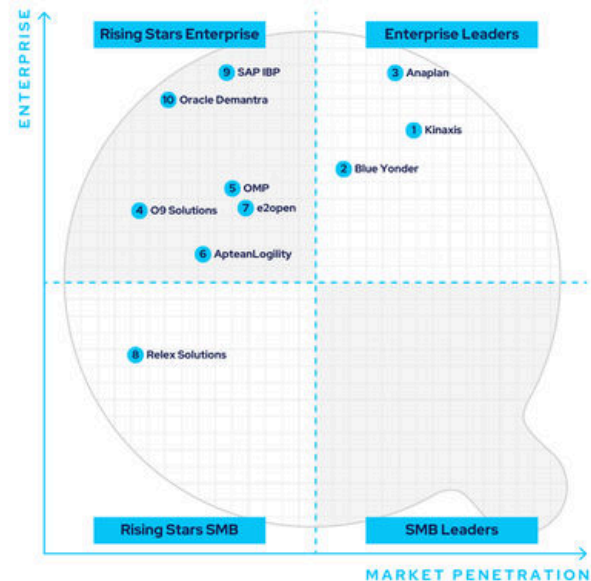 ENTERPRISE
Rising Stars Enterprise
Enterprise Leaders
9 SAP IBP
3 Anaplan
10 Oracle Demantra
1 Kinaxis
2 Blue Yonder
5 OMP
4 O9 Solutions
7 e2open
6 ApteanLogility
8 Relex Solutions
Rising Stars SMB
SMB Leaders
MARKET PENETRATION